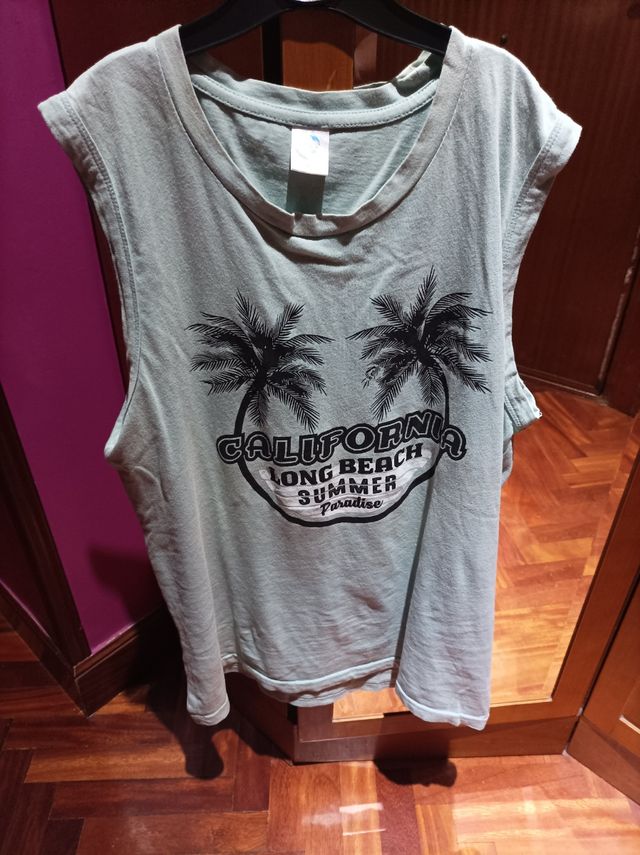 CALIFORNIA
LONG BEACH
SUMMER
Paradise